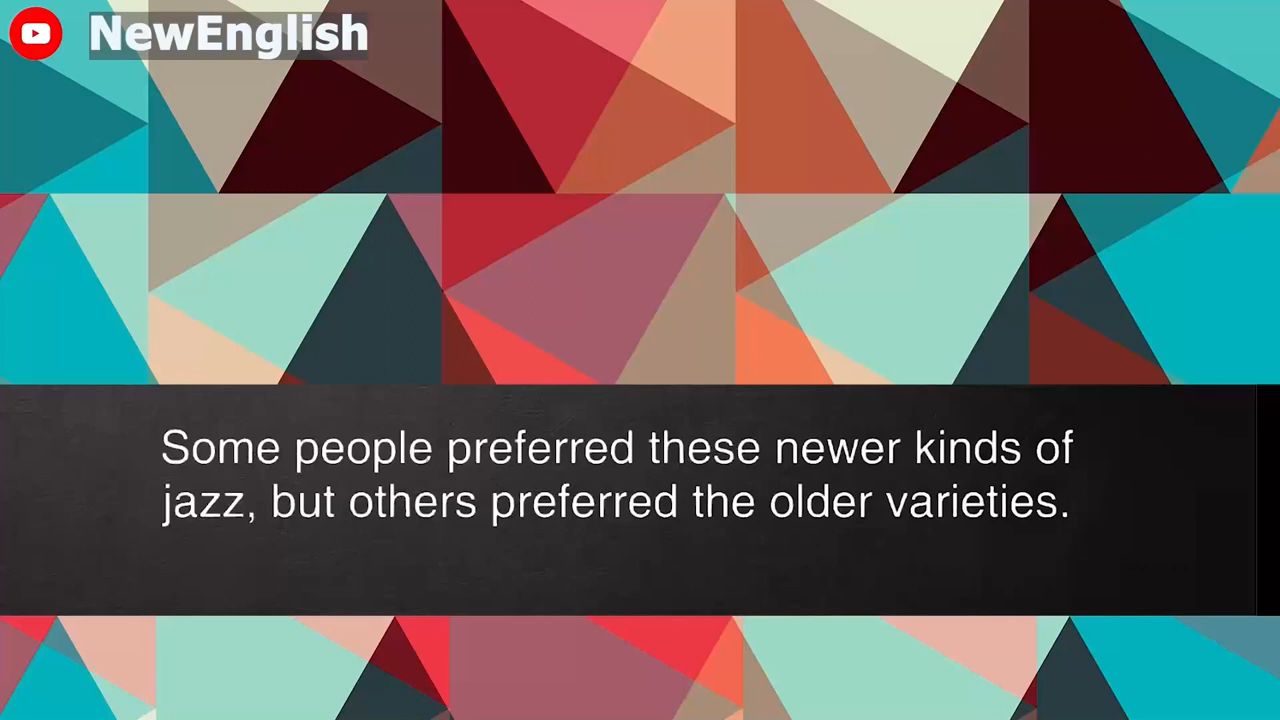 NewEnglish
Some people preferred these newer kinds of
jazz, but others preferred the older varieties.